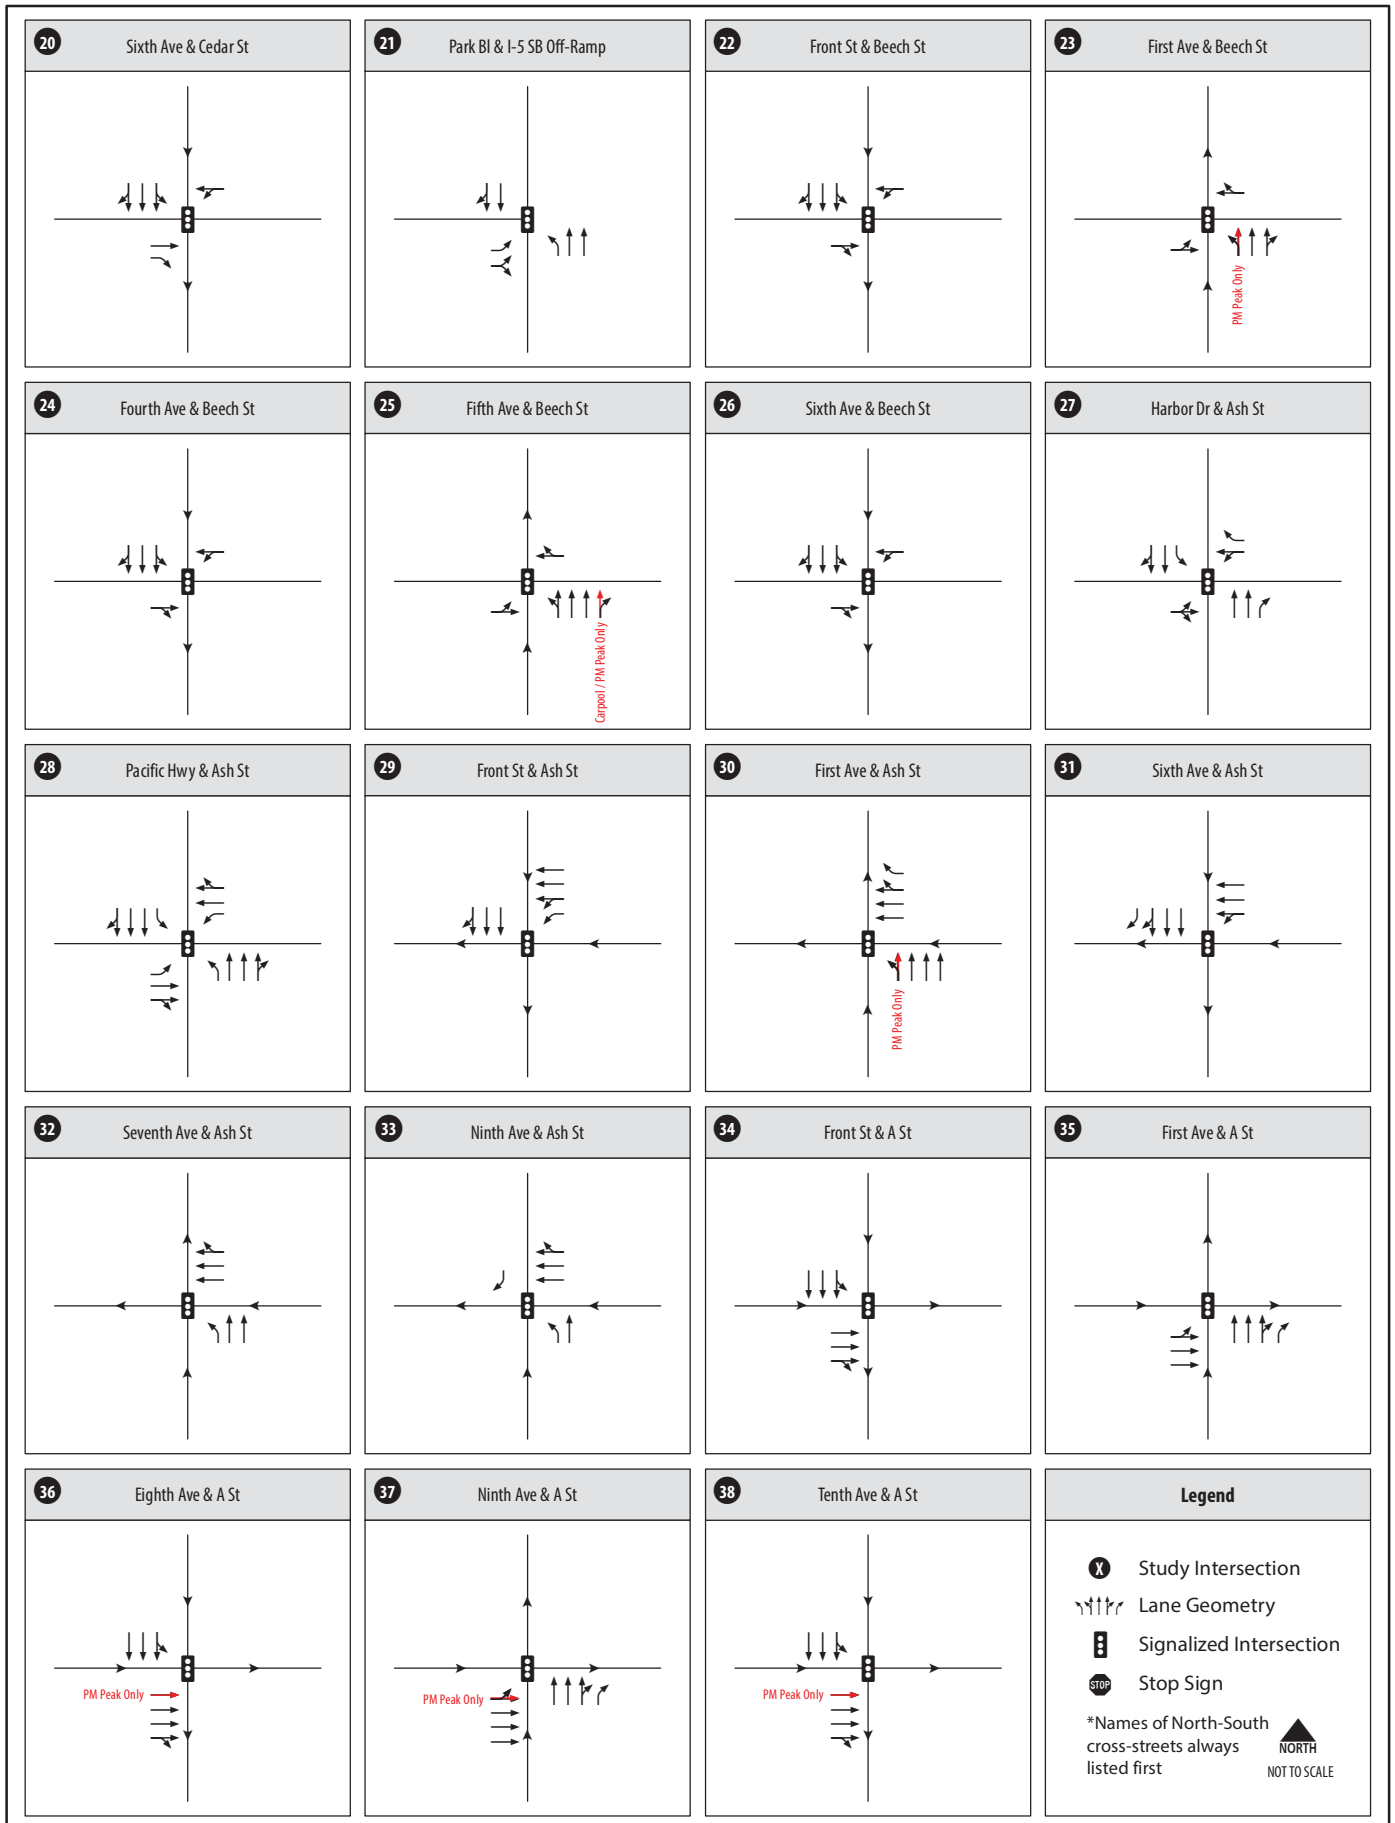 20
Sixth Ave & Cedar St
21
Park Bl & I-5 SB Off-Ramp
22
Front St & Beech St
23
First Ave & Beech St
PM Peak Only
24
Fourth Ave & Beech St
25
Fifth Ave & Beech St
Carpool / PM Peak Only
26
Sixth Ave & Beech St
27
Harbor Dr & Ash St
28
Pacific Hwy & Ash St
29
Front St & Ash St
30
First Ave & Ash St
PM Peak Only
31
Sixth Ave & Ash St
32
Seventh Ave & Ash St
33
Ninth Ave & Ash St
34
Front St & A St
35
First Ave & A St
36
Eighth Ave & A St
PM Peak Only
37
Ninth Ave & A St
PM Peak Only
38
Tenth Ave & A St
PM Peak Only
Legend
X Study Intersection
Lane Geometry
Signalized Intersection
STOP Stop Sign
*Names of North-South
cross-streets always
listed first
NORTH
NOT TO SCALE